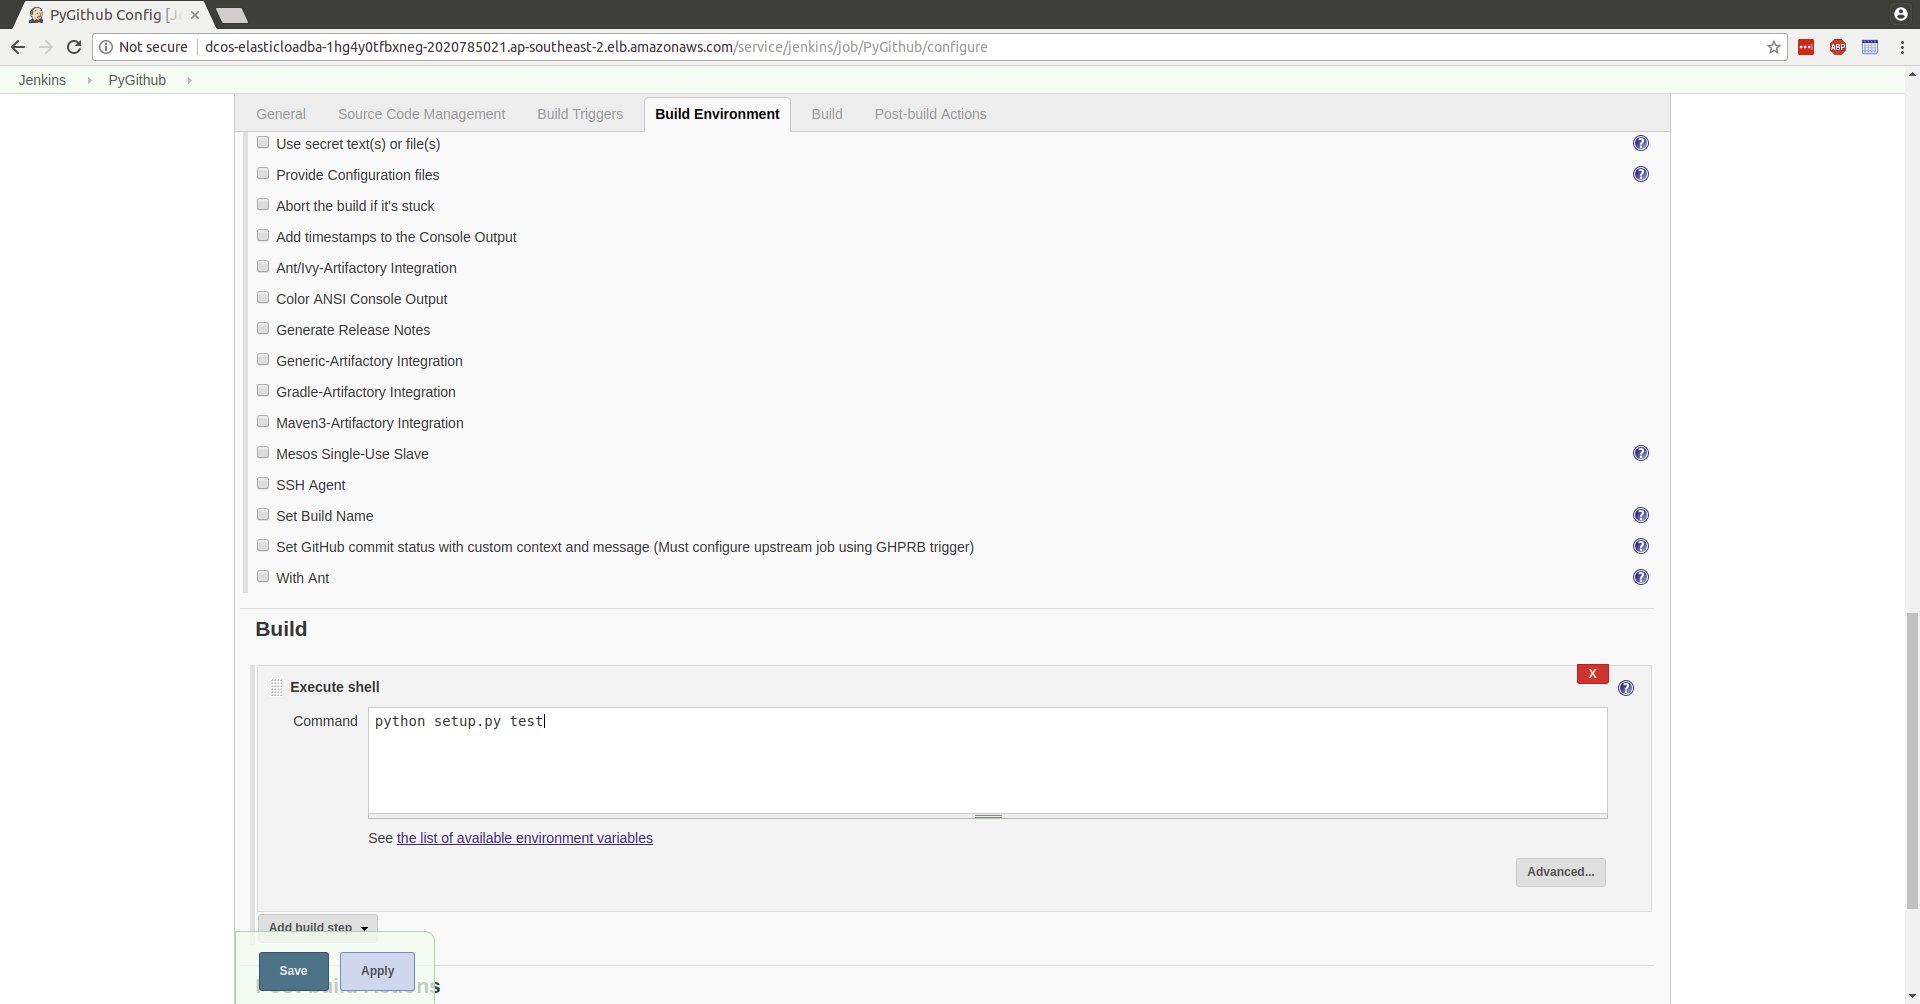 PyGithub Config [Je
Not secure dcos-elasticloadba-1hg4y0tfbxneg-2020785021.ap-southeast-2.elb.amazonaws.com/service/jenkins/job/PyGithub/configure
ABP
Jenkins PyGithub
General Source Code Management Build Triggers Build Environment Build Post-build Actions
Use secret text(s) or file(s)
Provide Configuration files
Abort the build if it's stuck
Add timestamps to the Console Output
Ant/Ivy-Artifactory Integration
Color ANSI Console Output
Generate Release Notes
Generic-Artifactory Integration
Gradle-Artifactory Integration
Maven3-Artifactory Integration
Mesos Single-Use Slave
SSH Agent
Set Build Name
Set GitHub commit status with custom context and message (Must configure upstream job using GHPRB trigger)
With Ant
Build
X
Execute shell
Command python setup.py test
See the list of available environment variables
Advanced...
Add build step
Save Apply
Post-build Actions